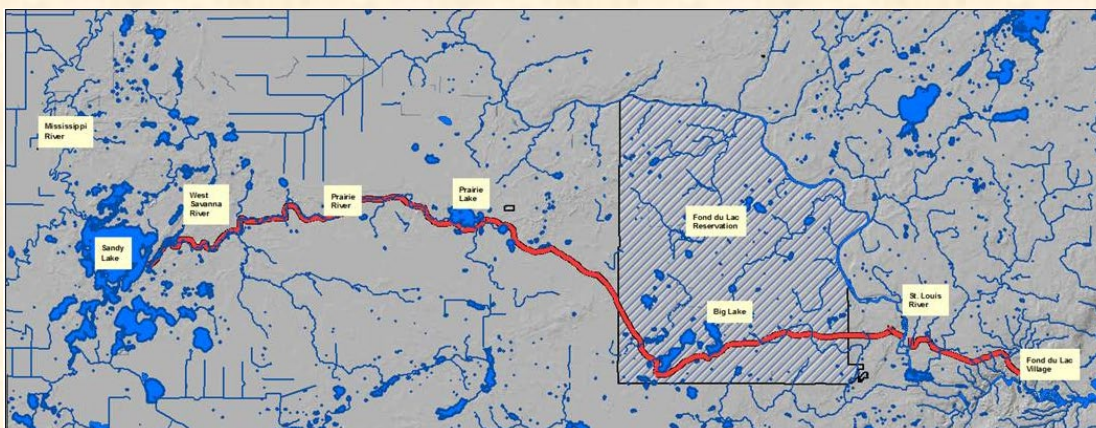 Mississippi
River
West
Savanna
River
Prairie
River
Prairie
Lake
Sandy
Lake
Fond du Lac
Reservation
Big Lake
St. Louis
River
Fond du Lac
Village